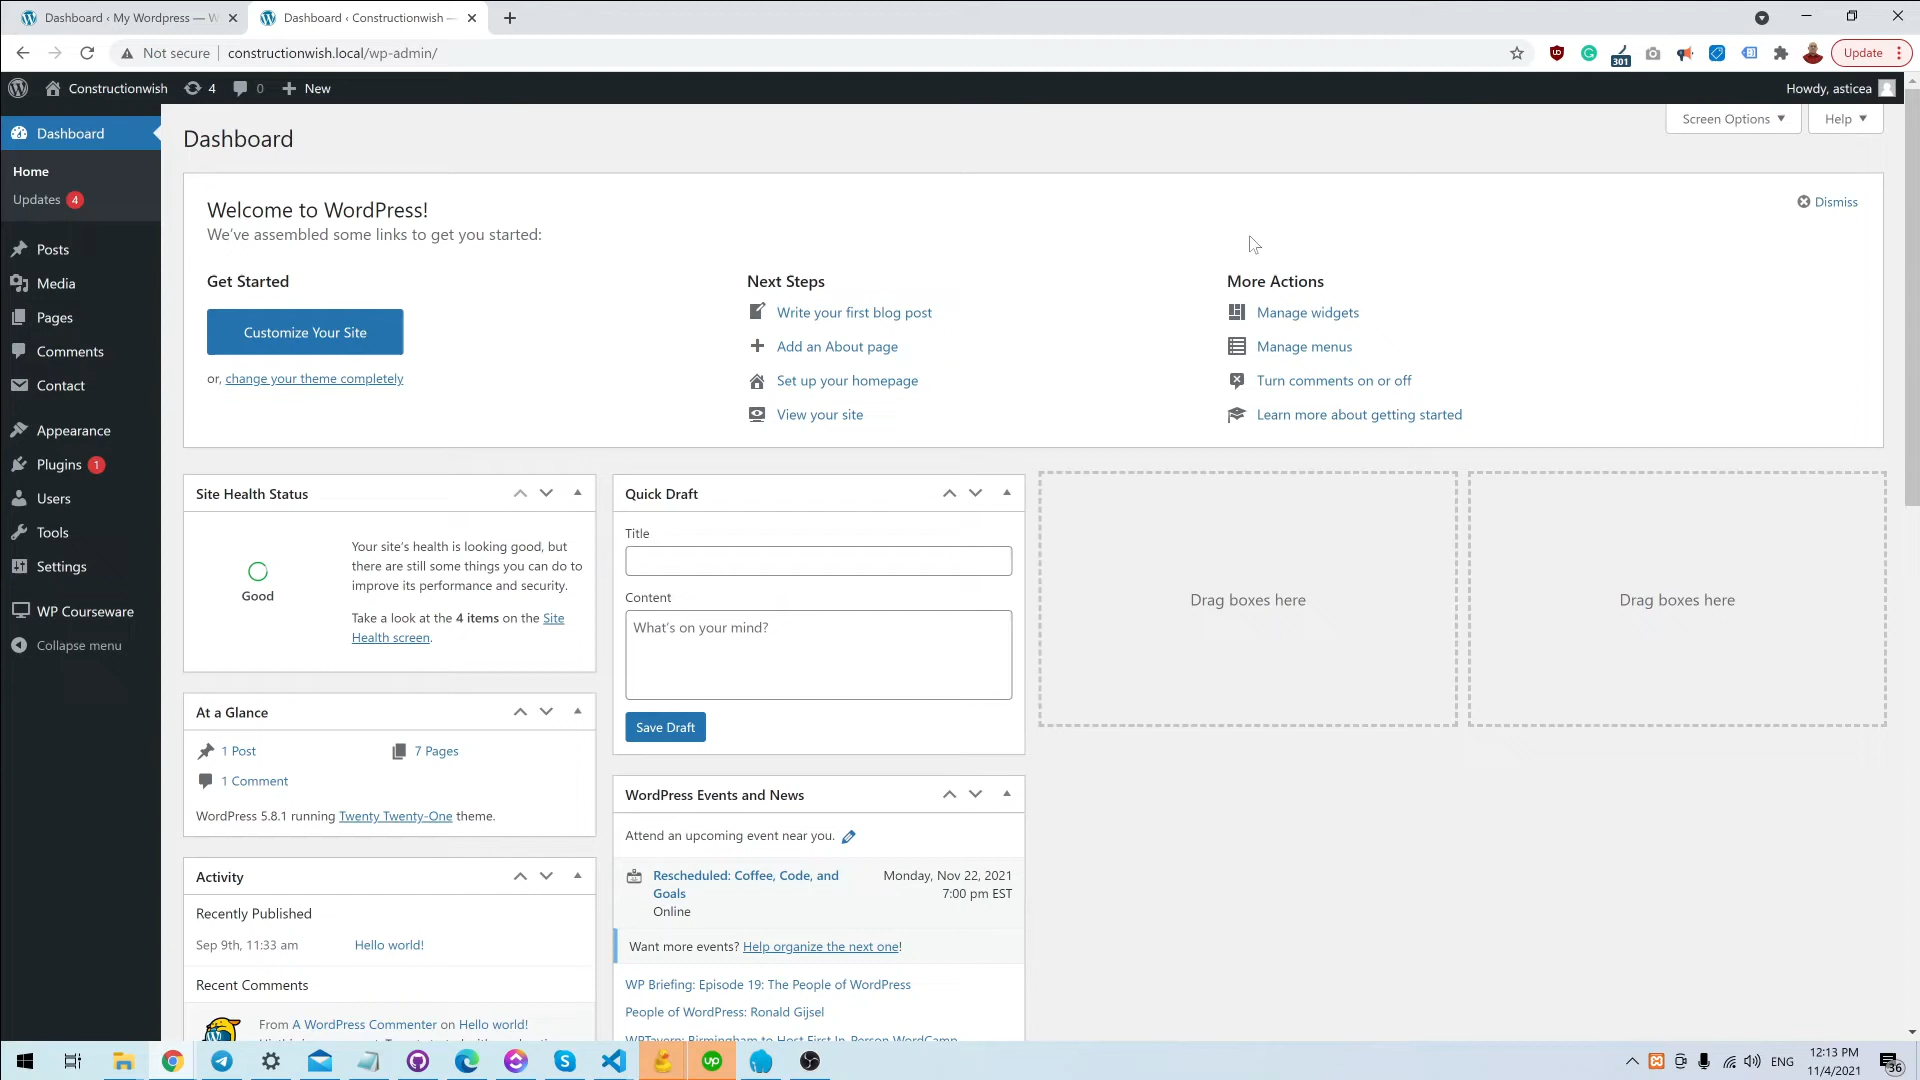 Dashboard ‹ My Wordpress — W
Dashboard ‹ Constructionwish —
Not secure
constructionwish.local/wp-admin/
301
Update
Constructionwish
4
0
New
Howdy, asticea
Dashboard
Home
Updates 4
Posts
Media
Pages
Comments
Contact
Appearance
Plugins 1
Users
Tools
Settings
WP Courseware
Collapse menu
Dashboard
Screen Options
Help
Welcome to WordPress!
We've assembled some links to get you started:
Dismiss
Get Started
Customize Your Site
or, change your theme completely
Next Steps
Write your first blog post
Add an About page
Set up your homepage
View your site
More Actions
Manage widgets
Manage menus
Turn comments on or off
Learn more about getting started
Site Health Status
Good
Your site's health is looking good, but
there are still some things you can do to
improve its performance and security.
Take a look at the 4 items on the Site
Health screen.
At a Glance
1 Post
7 Pages
1 Comment
WordPress 5.8.1 running Twenty Twenty-One theme.
Activity
Recently Published
Sep 9th, 11:33 am
Hello world!
Recent Comments
From A WordPress Commenter on Hello world!
Quick Draft
Title
Content
What's on your mind?
Save Draft
WordPress Events and News
Attend an upcoming event near you.
Rescheduled: Coffee, Code, and
Goals
Online
Monday, Nov 22, 2021
7:00 pm EST
Want more events? Help organize the next one!
WP Briefing: Episode 19: The People of WordPress
People of WordPress: Ronald Gijsel
WPTavern: Birmingham to Host First In-Person WordCamp
Drag boxes here
Drag boxes here
up
ENG
12:13 PM
11/4/2021
36